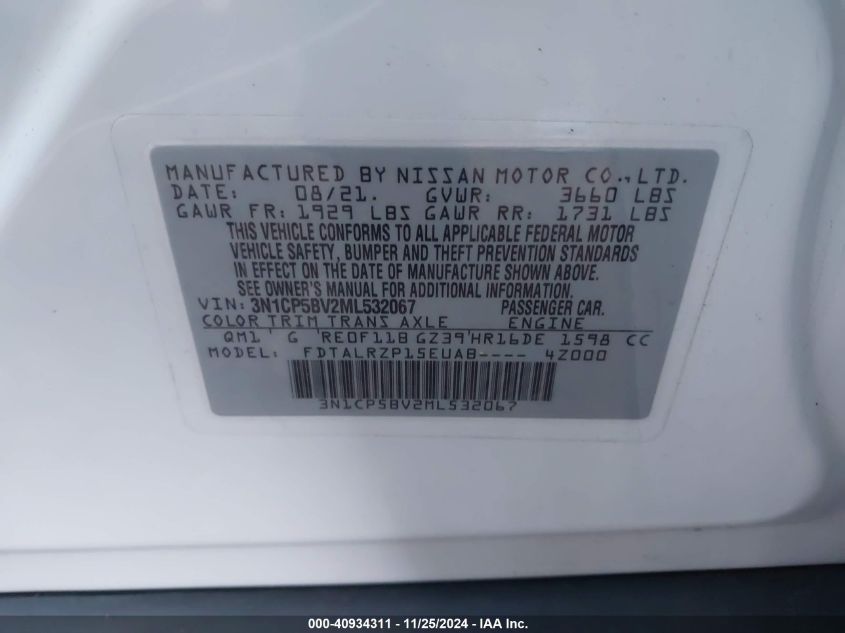 MANUFACTURED BY NISSAN MOTOR CO., LTD.
DATE: 08/21. GVWR: 3660 LBS
GAWR FR: 1929 LBS GAWR RR: 1731 LBS
THIS VEHICLE CONFORMS TO ALL APPLICABLE FEDERAL MOTOR
VEHICLE SAFETY, BUMPER AND THEFT PREVENTION STANDARDS
IN EFFECT ON THE DATE OF MANUFACTURE SHOWN ABOVE.
SEE OWNER'S MANUAL FOR ADDITIONAL INFORMATION.
VIN: 3N1CP5BV2ML532067 PASSENGER CAR.
COLOR TRIM TRANS AXLE ENGINE
QM1 G RE0F11B GZ39 HR16DE 1598 CC
MODEL: FDTALRZP15EUAB---- 4Z000
3N1CP5BV2ML532067
000-40934311 - 11/25/2024 - IAA Inc.